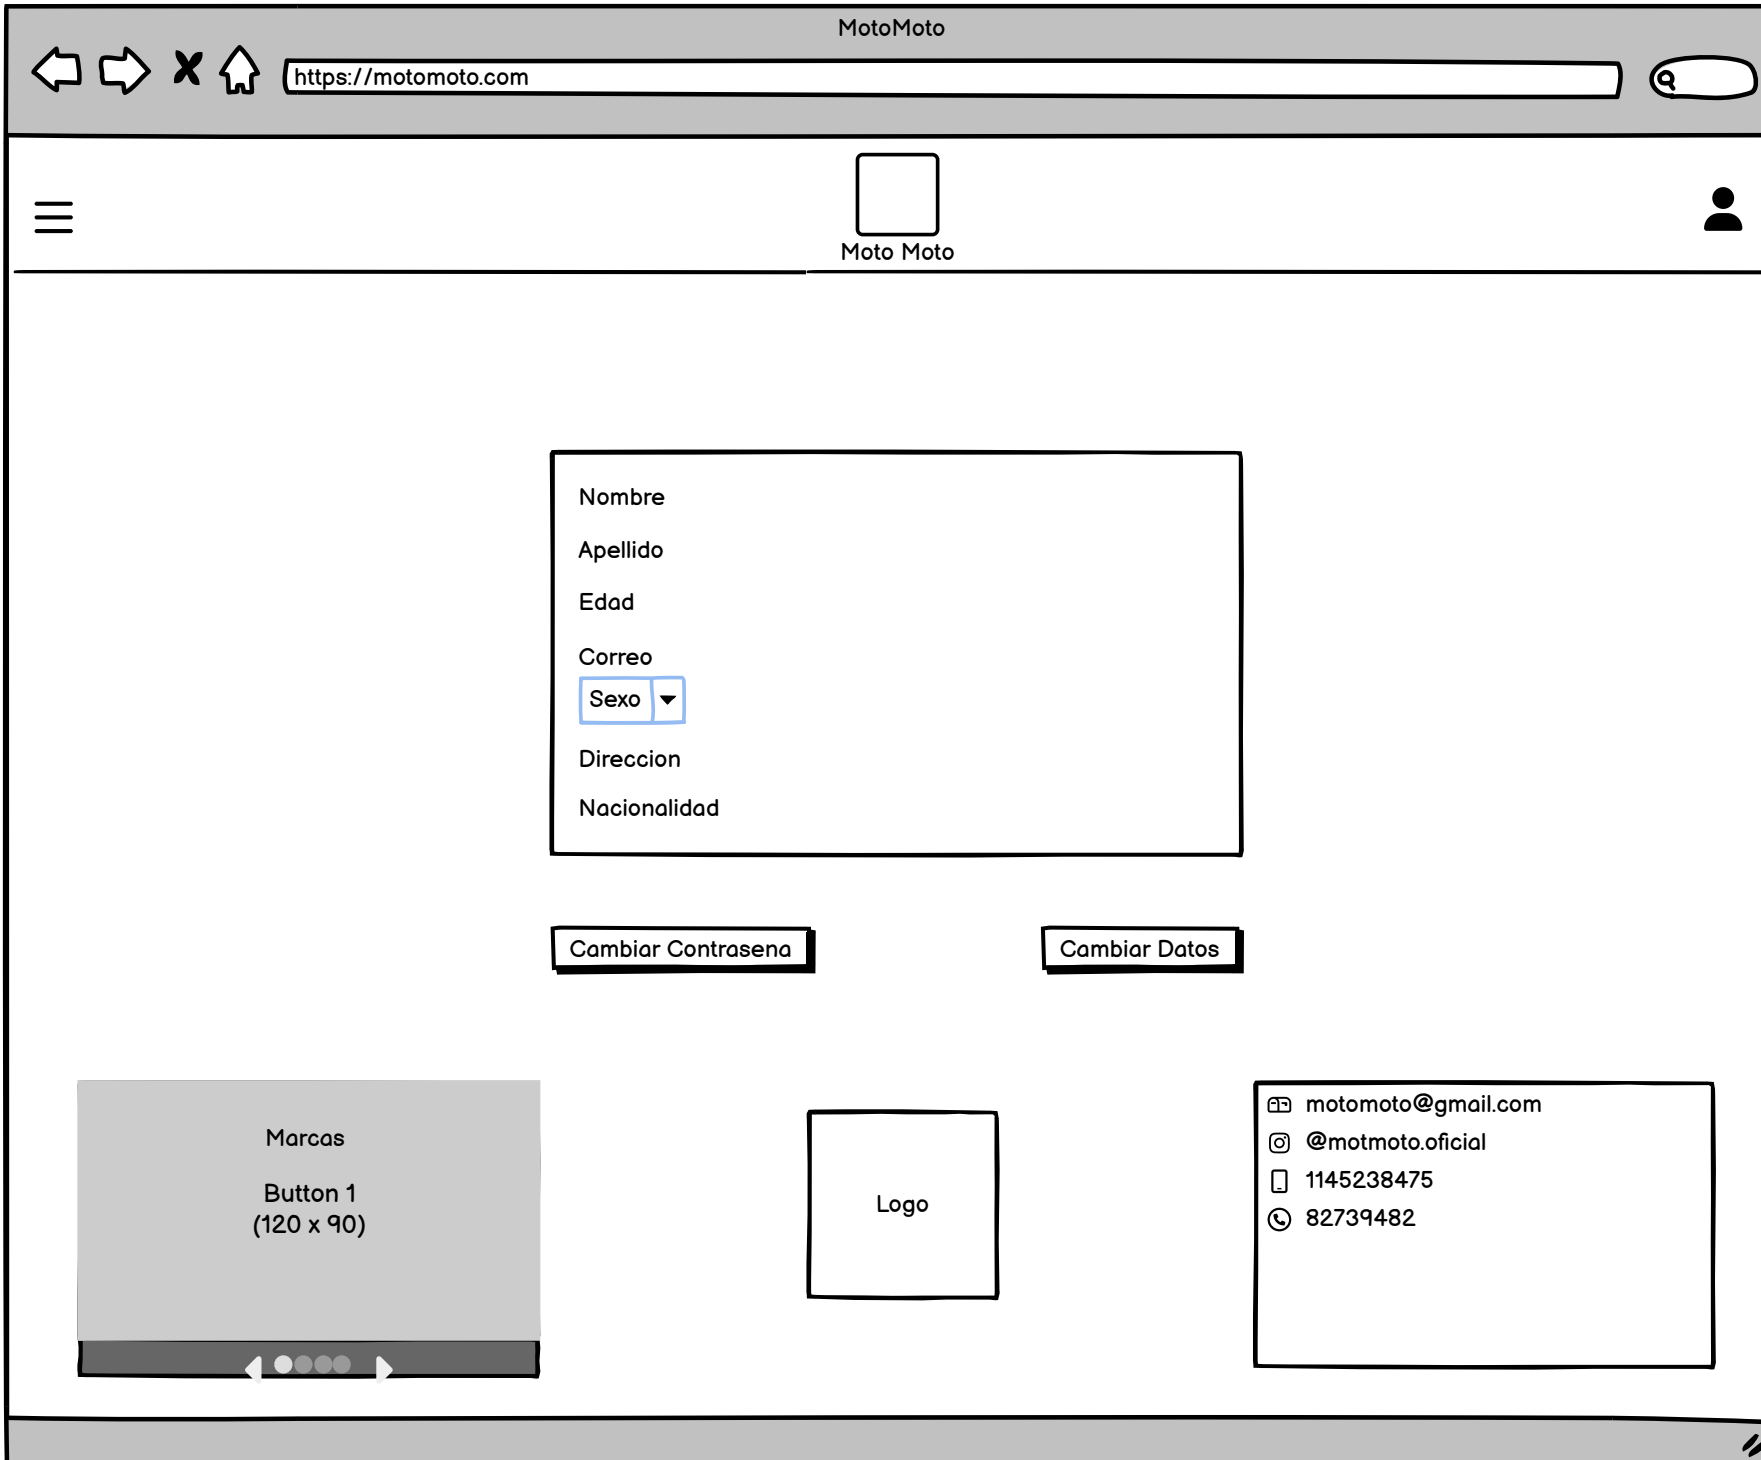 MotoMoto
https://motomoto.com
Moto Moto
Nombre
Apellido
Edad
Correo
Sexo
Direccion
Nacionalidad
Cambiar Contrasena
Cambiar Datos
Marcas
Button 1
(120 x 90)
Logo
motomoto@gmail.com
@motmoto.oficial
1145238475
82739482